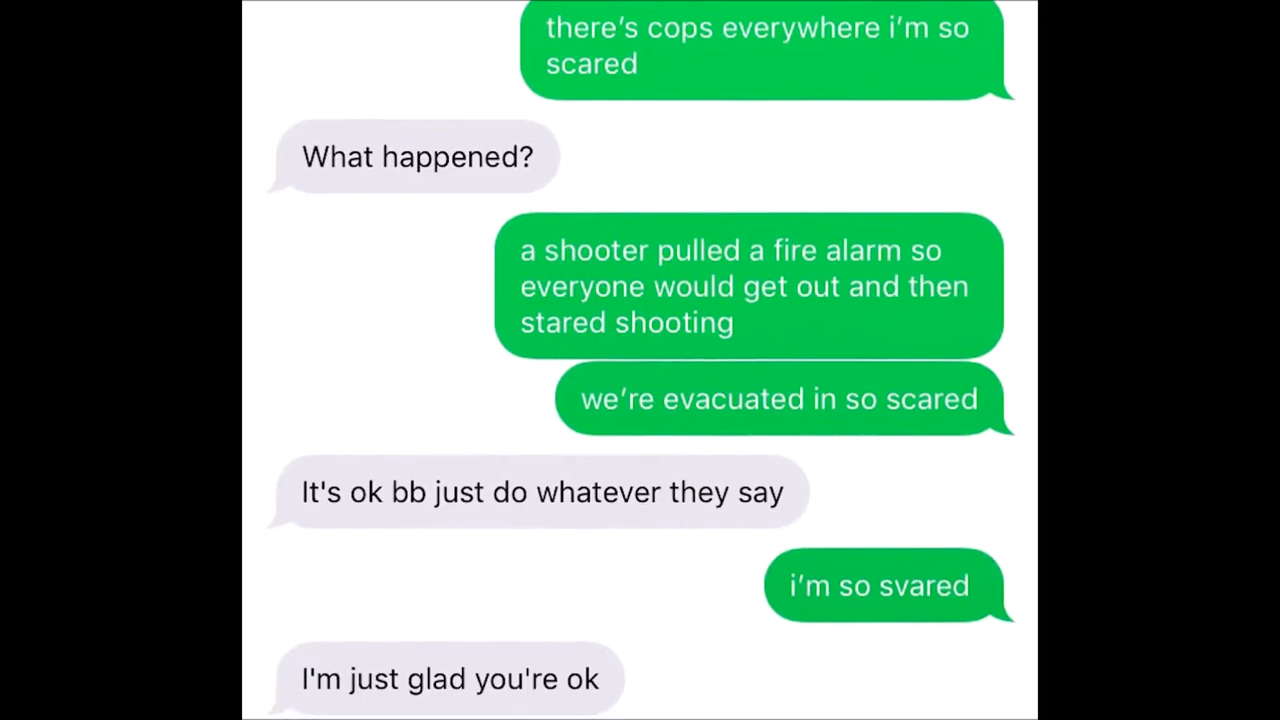 there’s cops everywhere i’m so
scared
What happened?
a shooter pulled a fire alarm so
everyone would get out and then
stared shooting
we’re evacuated in so scared
It's ok bb just do whatever they say
i’m so svared
I'm just glad you're ok